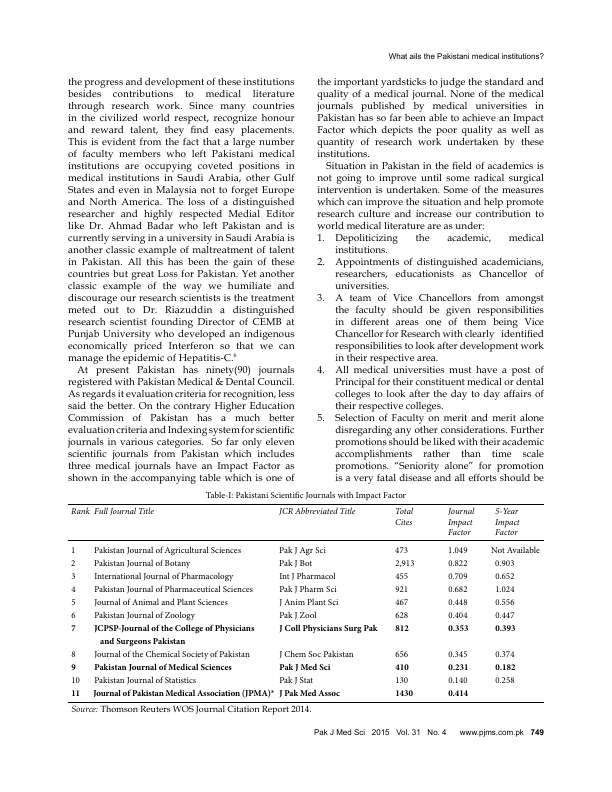 What ails the Pakistani medical institutions?
the progress and development of these institutions
besides contributions to medical literature
through research work. Since many countries
in the civilized world respect, recognize honour
and reward talent, they find easy placements.
This is evident from the fact that a large number
of faculty members who left Pakistani medical
institutions are occupying coveted positions in
medical institutions in Saudi Arabia, other Gulf
States and even in Malaysia not to forget Europe
and North America. The loss of a distinguished
researcher and highly respected Medial Editor
like Dr. Ahmad Badar who left Pakistan and is
currently serving in a university in Saudi Arabia is
another classic example of maltreatment of talent
in Pakistan. All this has been the gain of these
countries but great Loss for Pakistan. Yet another
classic example of the way we humiliate and
discourage our research scientists is the treatment
meted out to Dr. Riazuddin a distinguished
research scientist founding Director of CEMB at
Punjab University who developed an indigenous
economically priced Interferon so that we can
manage the epidemic of Hepatitis-C.⁶
At present Pakistan has ninety(90) journals
registered with Pakistan Medical & Dental Council.
As regards it evaluation criteria for recognition, less
said the better. On the contrary Higher Education
Commission of Pakistan has a much better
evaluation criteria and Indexing system for scientific
journals in various categories. So far only eleven
scientific journals from Pakistan which includes
three medical journals have an Impact Factor as
shown in the accompanying table which is one of
the important yardsticks to judge the standard and
quality of a medical journal. None of the medical
journals published by medical universities in
Pakistan has so far been able to achieve an Impact
Factor which depicts the poor quality as well as
quantity of research work undertaken by these
institutions.
Situation in Pakistan in the field of academics is
not going to improve until some radical surgical
intervention is undertaken. Some of the measures
which can improve the situation and help promote
research culture and increase our contribution to
world medical literature are as under:
1. Depoliticizing the academic, medical
institutions.
2. Appointments of distinguished academicians,
researchers, educationists as Chancellor of
universities.
3. A team of Vice Chancellors from amongst
the faculty should be given responsibilities
in different areas one of them being Vice
Chancellor for Research with clearly identified
responsibilities to look after development work
in their respective area.
4. All medical universities must have a post of
Principal for their constituent medical or dental
colleges to look after the day to day affairs of
their respective colleges.
5. Selection of Faculty on merit and merit alone
disregarding any other considerations. Further
promotions should be liked with their academic
accomplishments rather than time scale
promotions. “Seniority alone” for promotion
is a very fatal disease and all efforts should be
Table-I: Pakistani Scientific Journals with Impact Factor
Rank Full Journal Title JCR Abbreviated Title Total Journal 5-Year
Cites Impact Impact
Factor Factor
1 Pakistan Journal of Agricultural Sciences Pak J Agr Sci 473 1.049 Not Available
2 Pakistan Journal of Botany Pak J Bot 2,913 0.822 0.903
3 International Journal of Pharmacology Int J Pharmacol 455 0.709 0.652
4 Pakistan Journal of Pharmaceutical Sciences Pak J Pharm Sci 921 0.682 1.024
5 Journal of Animal and Plant Sciences J Anim Plant Sci 467 0.448 0.556
6 Pakistan Journal of Zoology Pak J Zool 628 0.404 0.447
7 JCPSP-Journal of the College of Physicians J Coll Physicians Surg Pak 812 0.353 0.393
and Surgeons Pakistan
8 Journal of the Chemical Society of Pakistan J Chem Soc Pakistan 656 0.345 0.374
9 Pakistan Journal of Medical Sciences Pak J Med Sci 410 0.231 0.182
10 Pakistan Journal of Statistics Pak J Stat 130 0.140 0.258
11 Journal of Pakistan Medical Association (JPMA)* J Pak Med Assoc 1430 0.414
Source: Thomson Reuters WOS Journal Citation Report 2014.
Pak J Med Sci 2015 Vol. 31 No. 4 www.pjms.com.pk 749